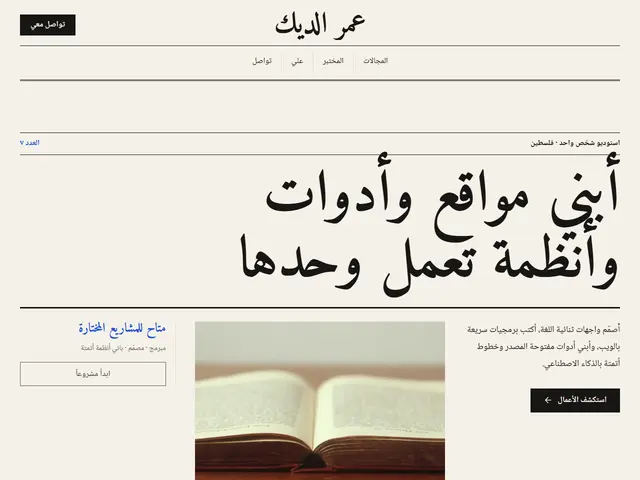 عمر الديك
تواصل معي
المجالات
المختبر
علي
تواصل
استوديو شخص واحد · فلسطين
العدد ٧
أبني مواقع وأدوات
وأنظمة تعمل وحدها
أصمّم واجهات ثنائية اللغة، أكتب برمجيات سريعة
بالويب، وأبني أدوات مفتوحة المصدر وخطوط
أتمتة بالذكاء الاصطناعي.
استكشف الأعمال ←
متاح للمشاريع المختارة
مبرمج · مصمّم · باني أنظمة أتمتة
ابدأ مشروعاً